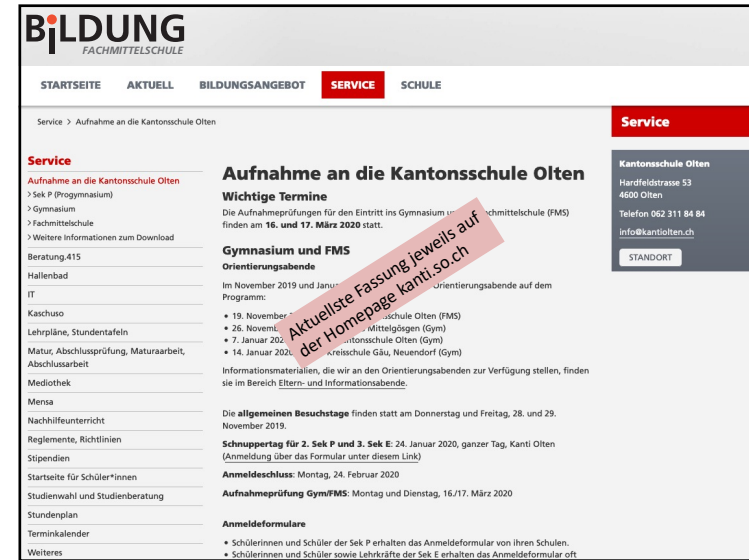 BILDUNG
FACHMITTELSCHULE
STARTSEITE AKTUELL BILDUNGSANGEBOT SERVICE SCHULE
Service > Aufnahme an die Kantonsschule Olten
Service
Aufnahme an die Kantonsschule Olten
> Sek P (Progymnasium)
> Gymnasium
> Fachmittelschule
> Weitere Informationen zum Download
Beratung.415
Hallenbad
IT
Kaschuso
Lehrpläne, Stundentafeln
Matur, Abschlussprüfung, Maturaarbeit,
Abschlussarbeit
Mediothek
Mensa
Nachhilfeunterricht
Reglemente, Richtlinien
Stipendien
Startseite für Schüler*innen
Studienwahl und Studienberatung
Stundenplan
Terminkalender
Weiteres
Aufnahme an die Kantonsschule Olten
Wichtige Termine
Die Aufnahmeprüfungen für den Eintritt ins Gymnasium
finden am 16. und 17. März 2020 statt.
chmittelschule (FMS)
Gymnasium und FMS
Orientierungsabende
Im November 2019 und Orientierungsabende auf dem
Programm:
• 19. November schule Olten (FMS)
• 26. Mittelgösgen (Gym)
• 7. Januar Olten (Gym)
• 14. Januar Kreisschule Gäu, Neuendorf (Gym)
Aktuellste Fassung jeweils auf
der Homepage kanti.so.ch
Informationsmaterialien, die wir an den Orientierungsabenden zur Verfügung stellen, finden
sie im Bereich Eltern- und Informationsabende.
Die allgemeinen Besuchstage finden statt am Donnerstag und Freitag, 28. und 29.
November 2019.
Schnuppertag für 2. Sek P und 3. Sek E: 24. Januar 2020, ganzer Tag, Kanti Olten
(Anmeldung über das Formular unter diesem Link)
Anmeldeschluss: Montag, 24. Februar 2020
Aufnahmeprüfung Gym/FMS: Montag und Dienstag, 16./17. März 2020
Anmeldeformulare
• Schülerinnen und Schüler der Sek P erhalten das Anmeldeformular von ihren Schulen.
• Schülerinnen und Schüler sowie Lehrkräfte der Sek E erhalten das Anmeldeformular oft
Service
Kantonsschule Olten
Hardfeldstrasse 53
4600 Olten
Telefon 062 311 84 84
info@kantiolten.ch
STANDORT